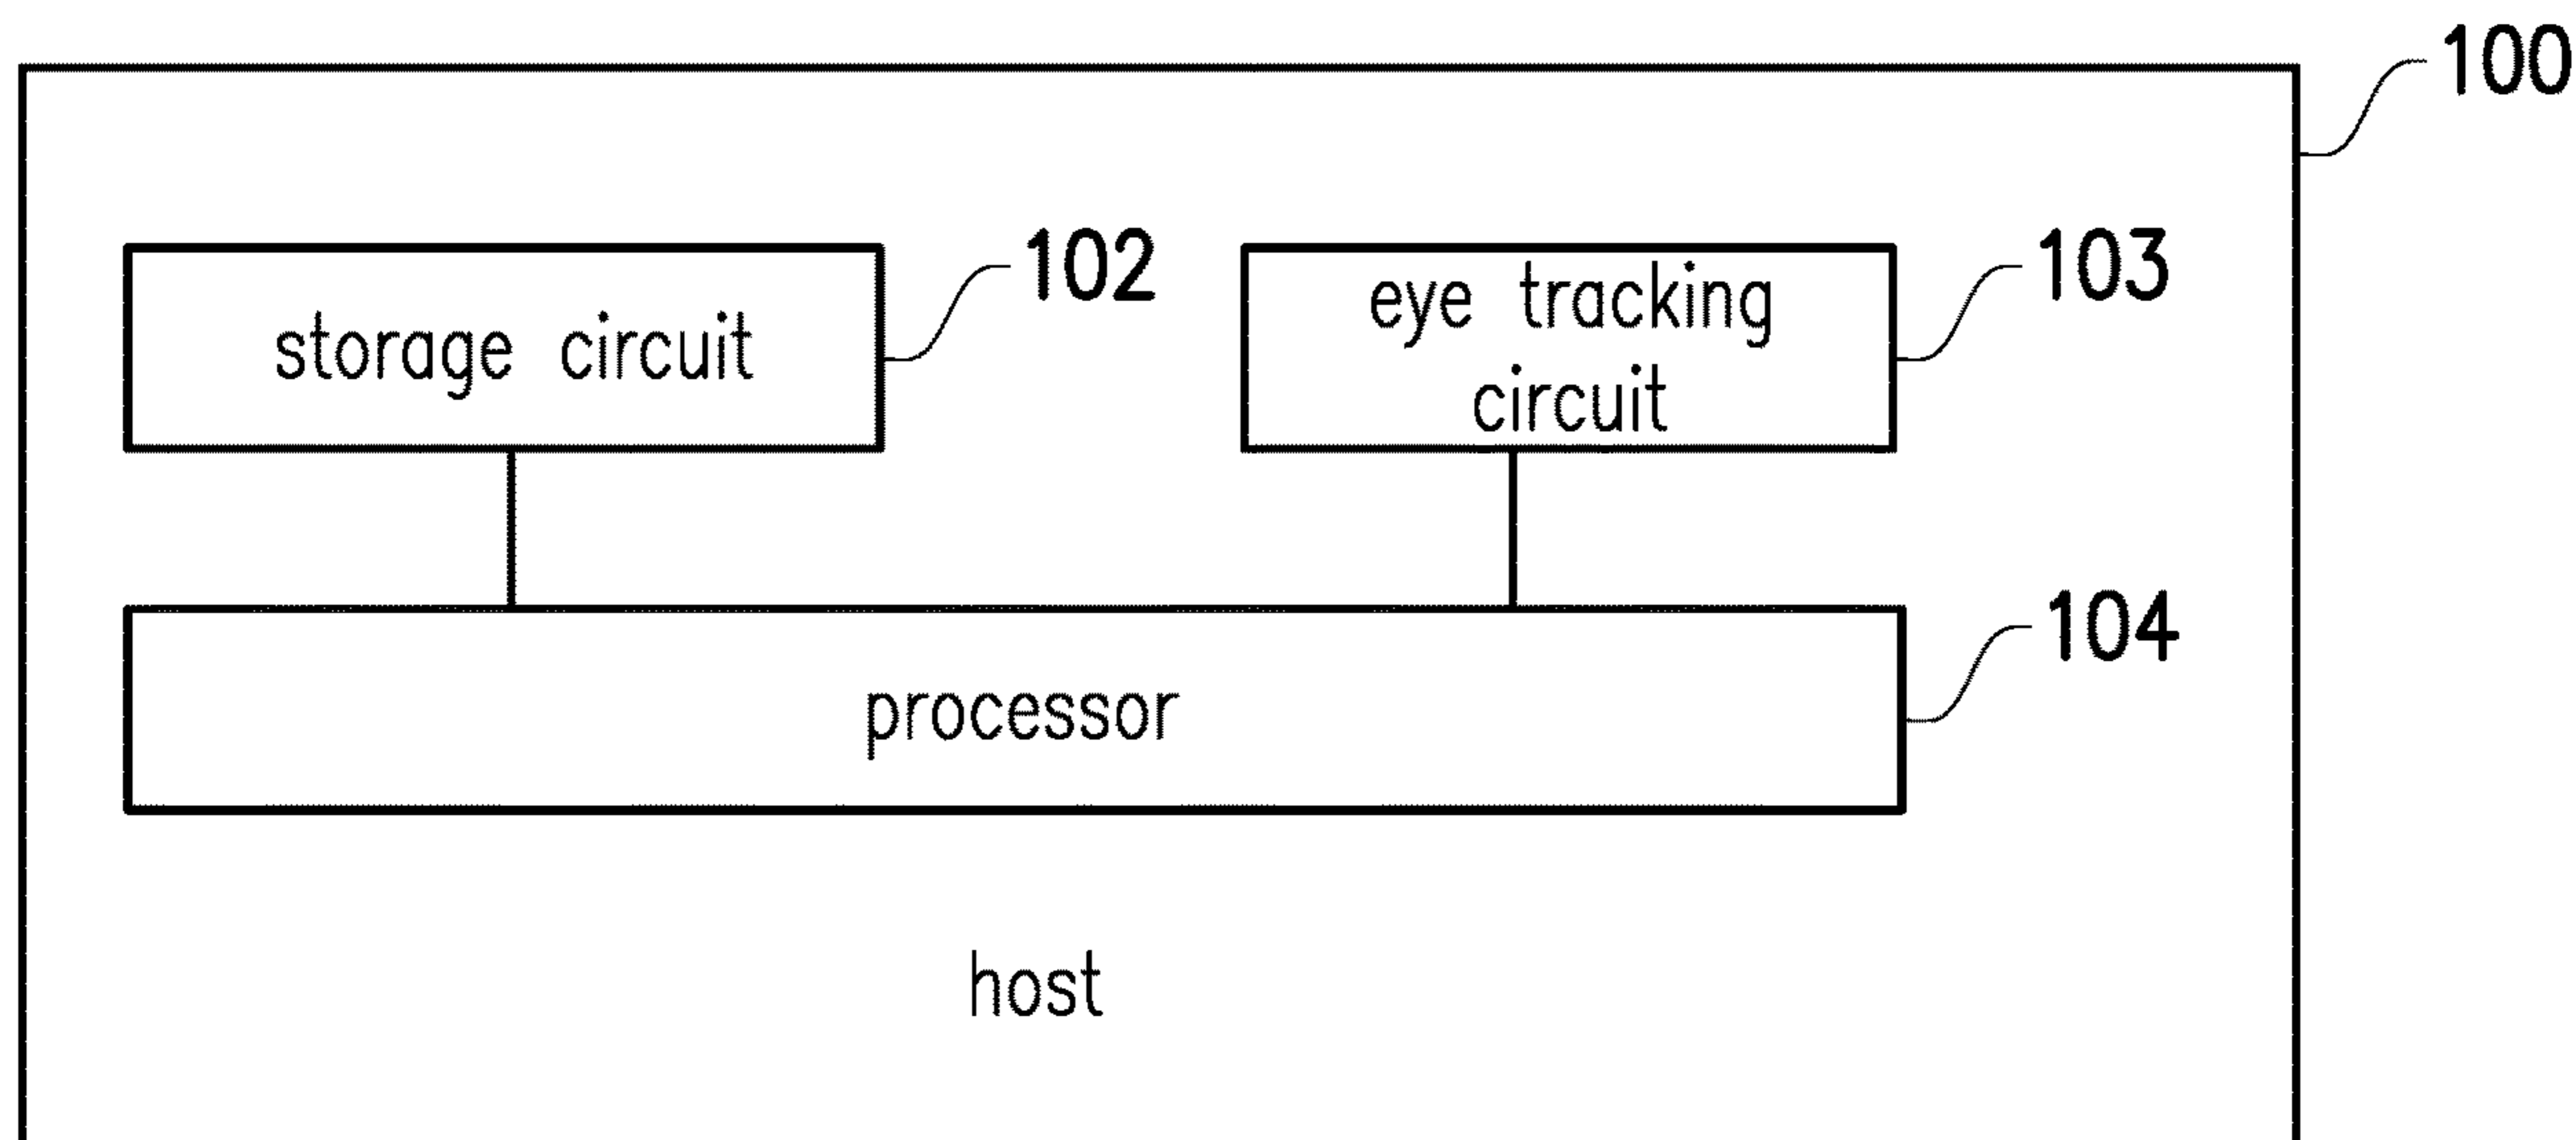 100
storage circuit
102
eye tracking
circuit
103
processor
104
host